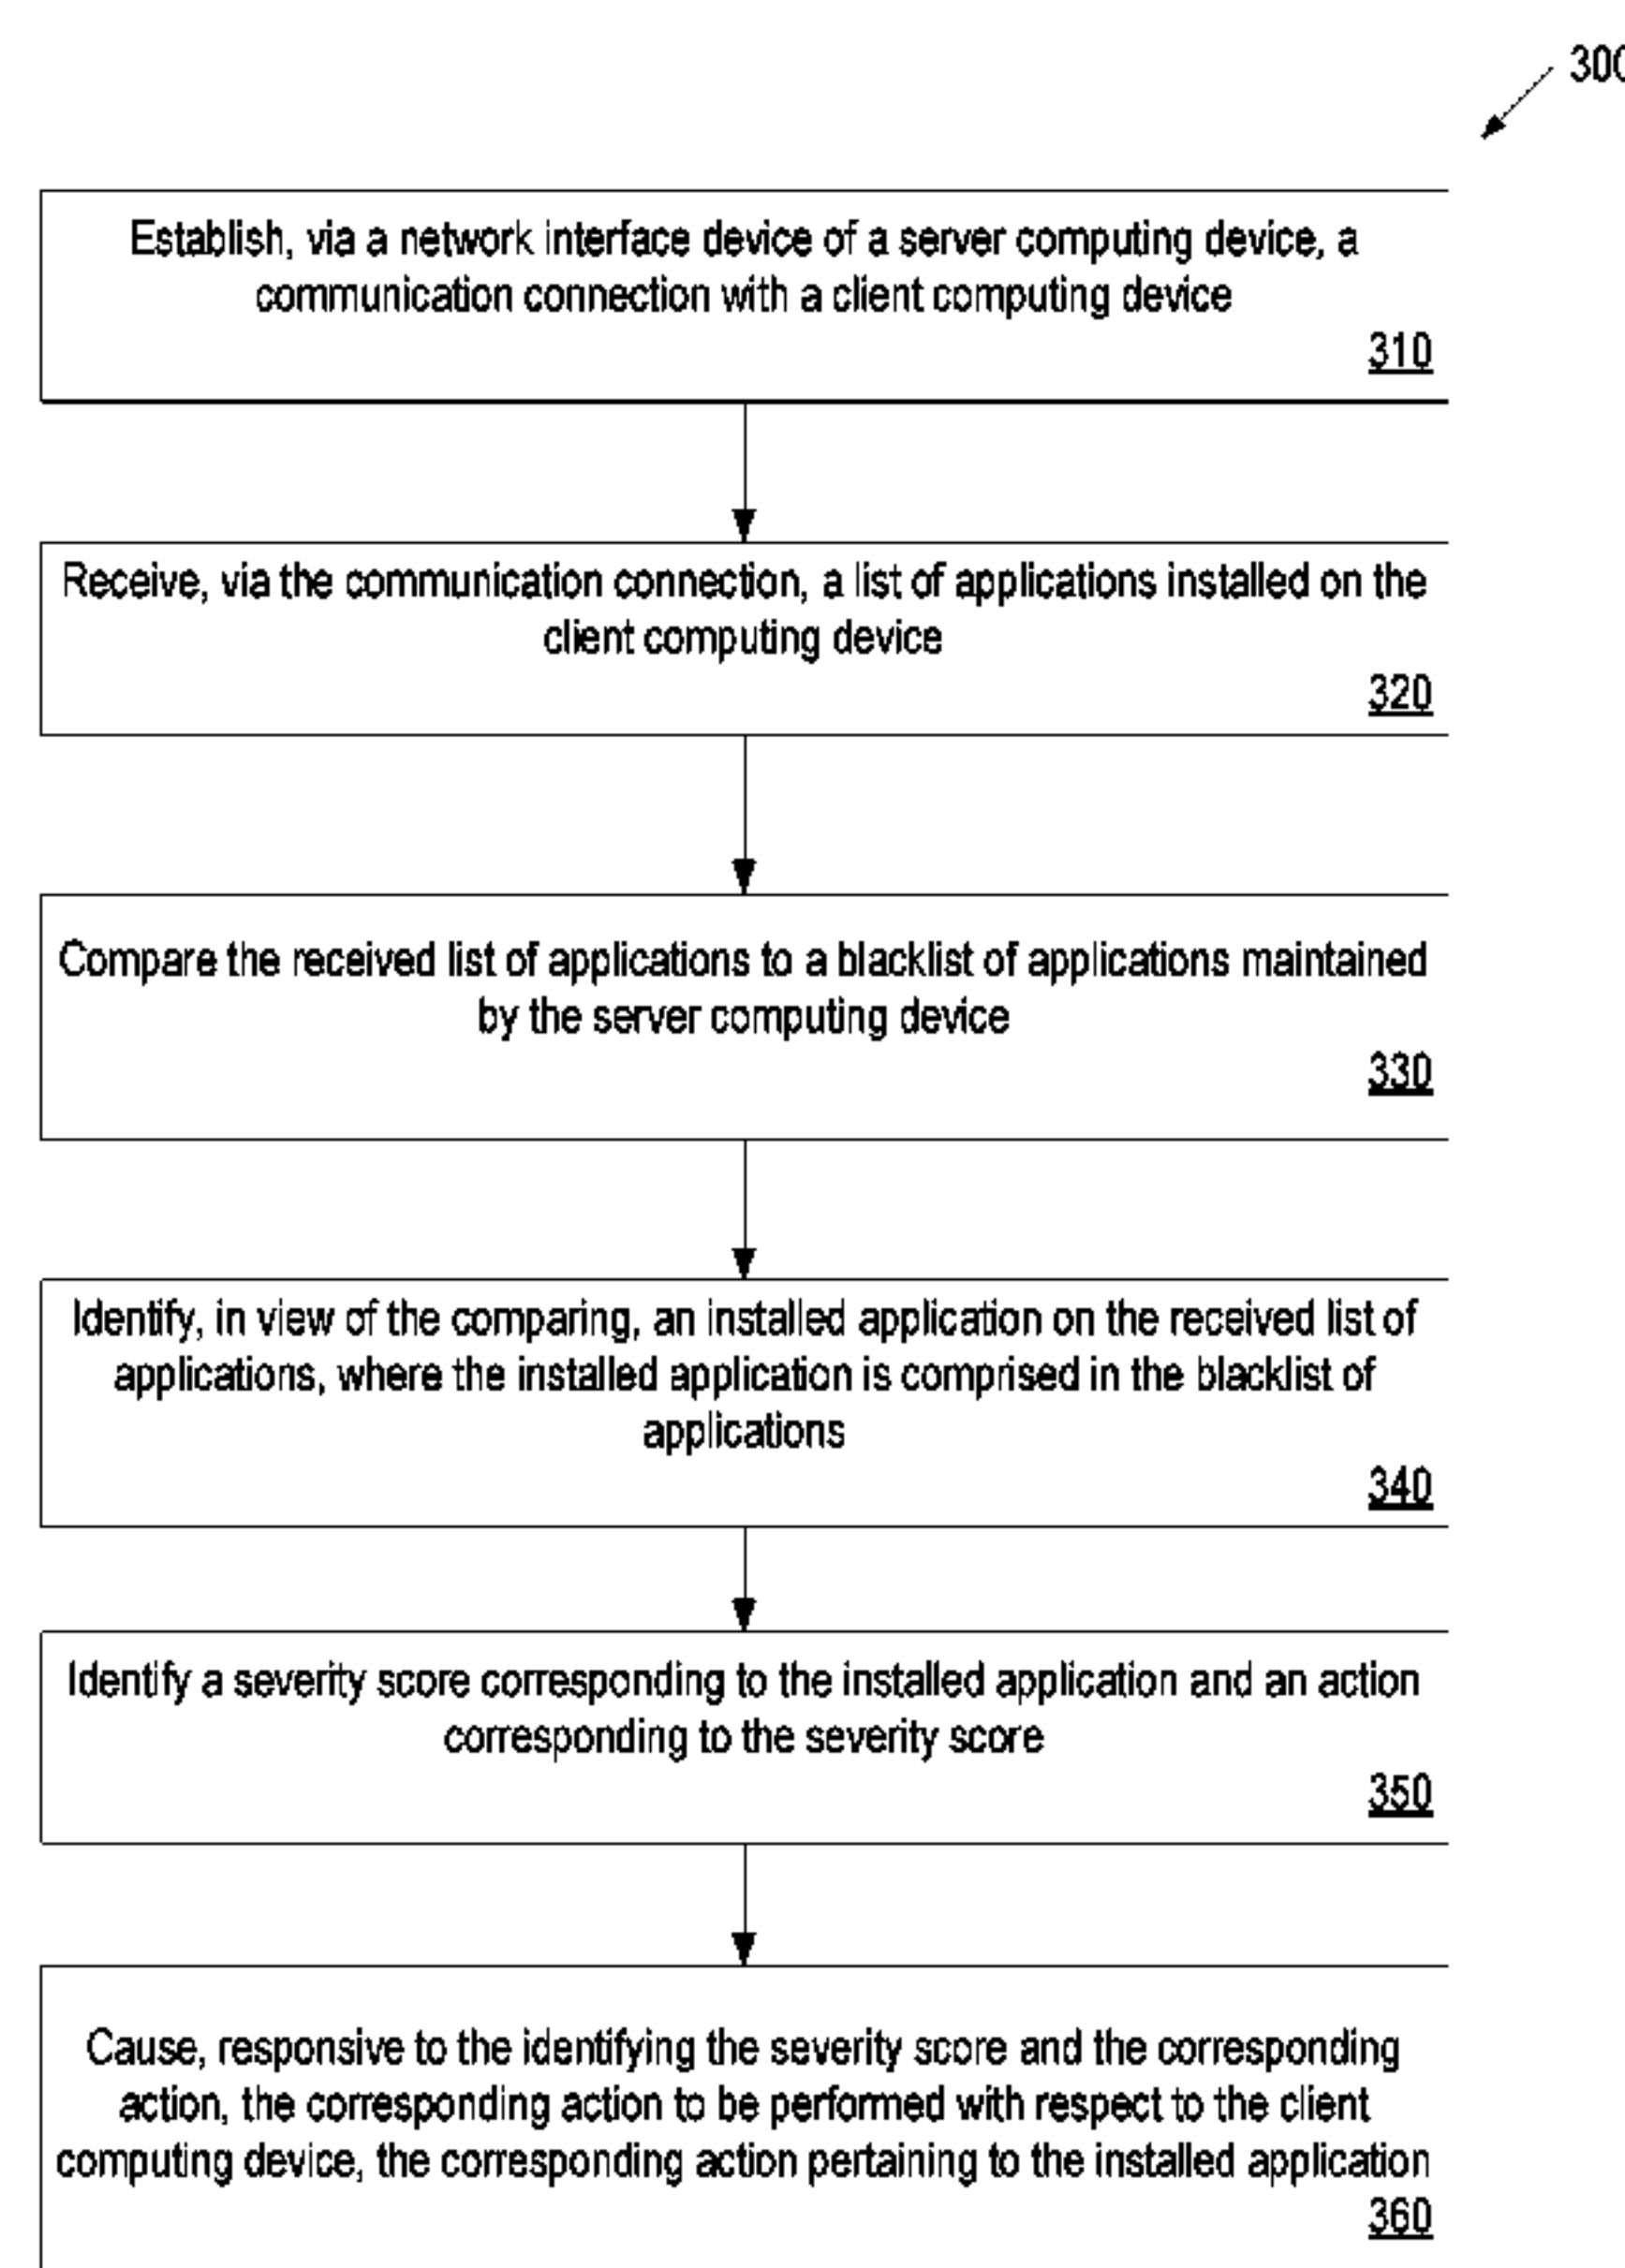 300
Establish, via a network interface device of a server computing device, a
communication connection with a client computing device
310
Receive, via the communication connection, a list of applications installed on the
client computing device
320
Compare the received list of applications to a blacklist of applications maintained
by the server computing device
330
Identify, in view of the comparing, an installed application on the received list of
applications, where the installed application is comprised in the blacklist of
applications
340
Identify a severity score corresponding to the installed application and an action
corresponding to the severity score
350
Cause, responsive to the identifying the severity score and the corresponding
action, the corresponding action to be performed with respect to the client
computing device, the corresponding action pertaining to the installed application
360